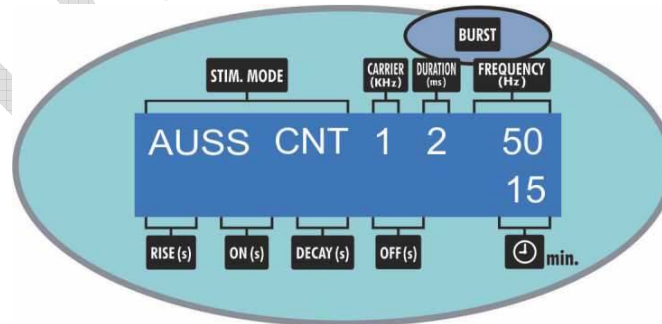 BURST
STIM. MODE CARRIER (KHz) DURATION (ms) FREQUENCY (Hz)
AUSS CNT 1 2 50
15
RISE (s) ON (s) DECAY (s) OFF (s) min.